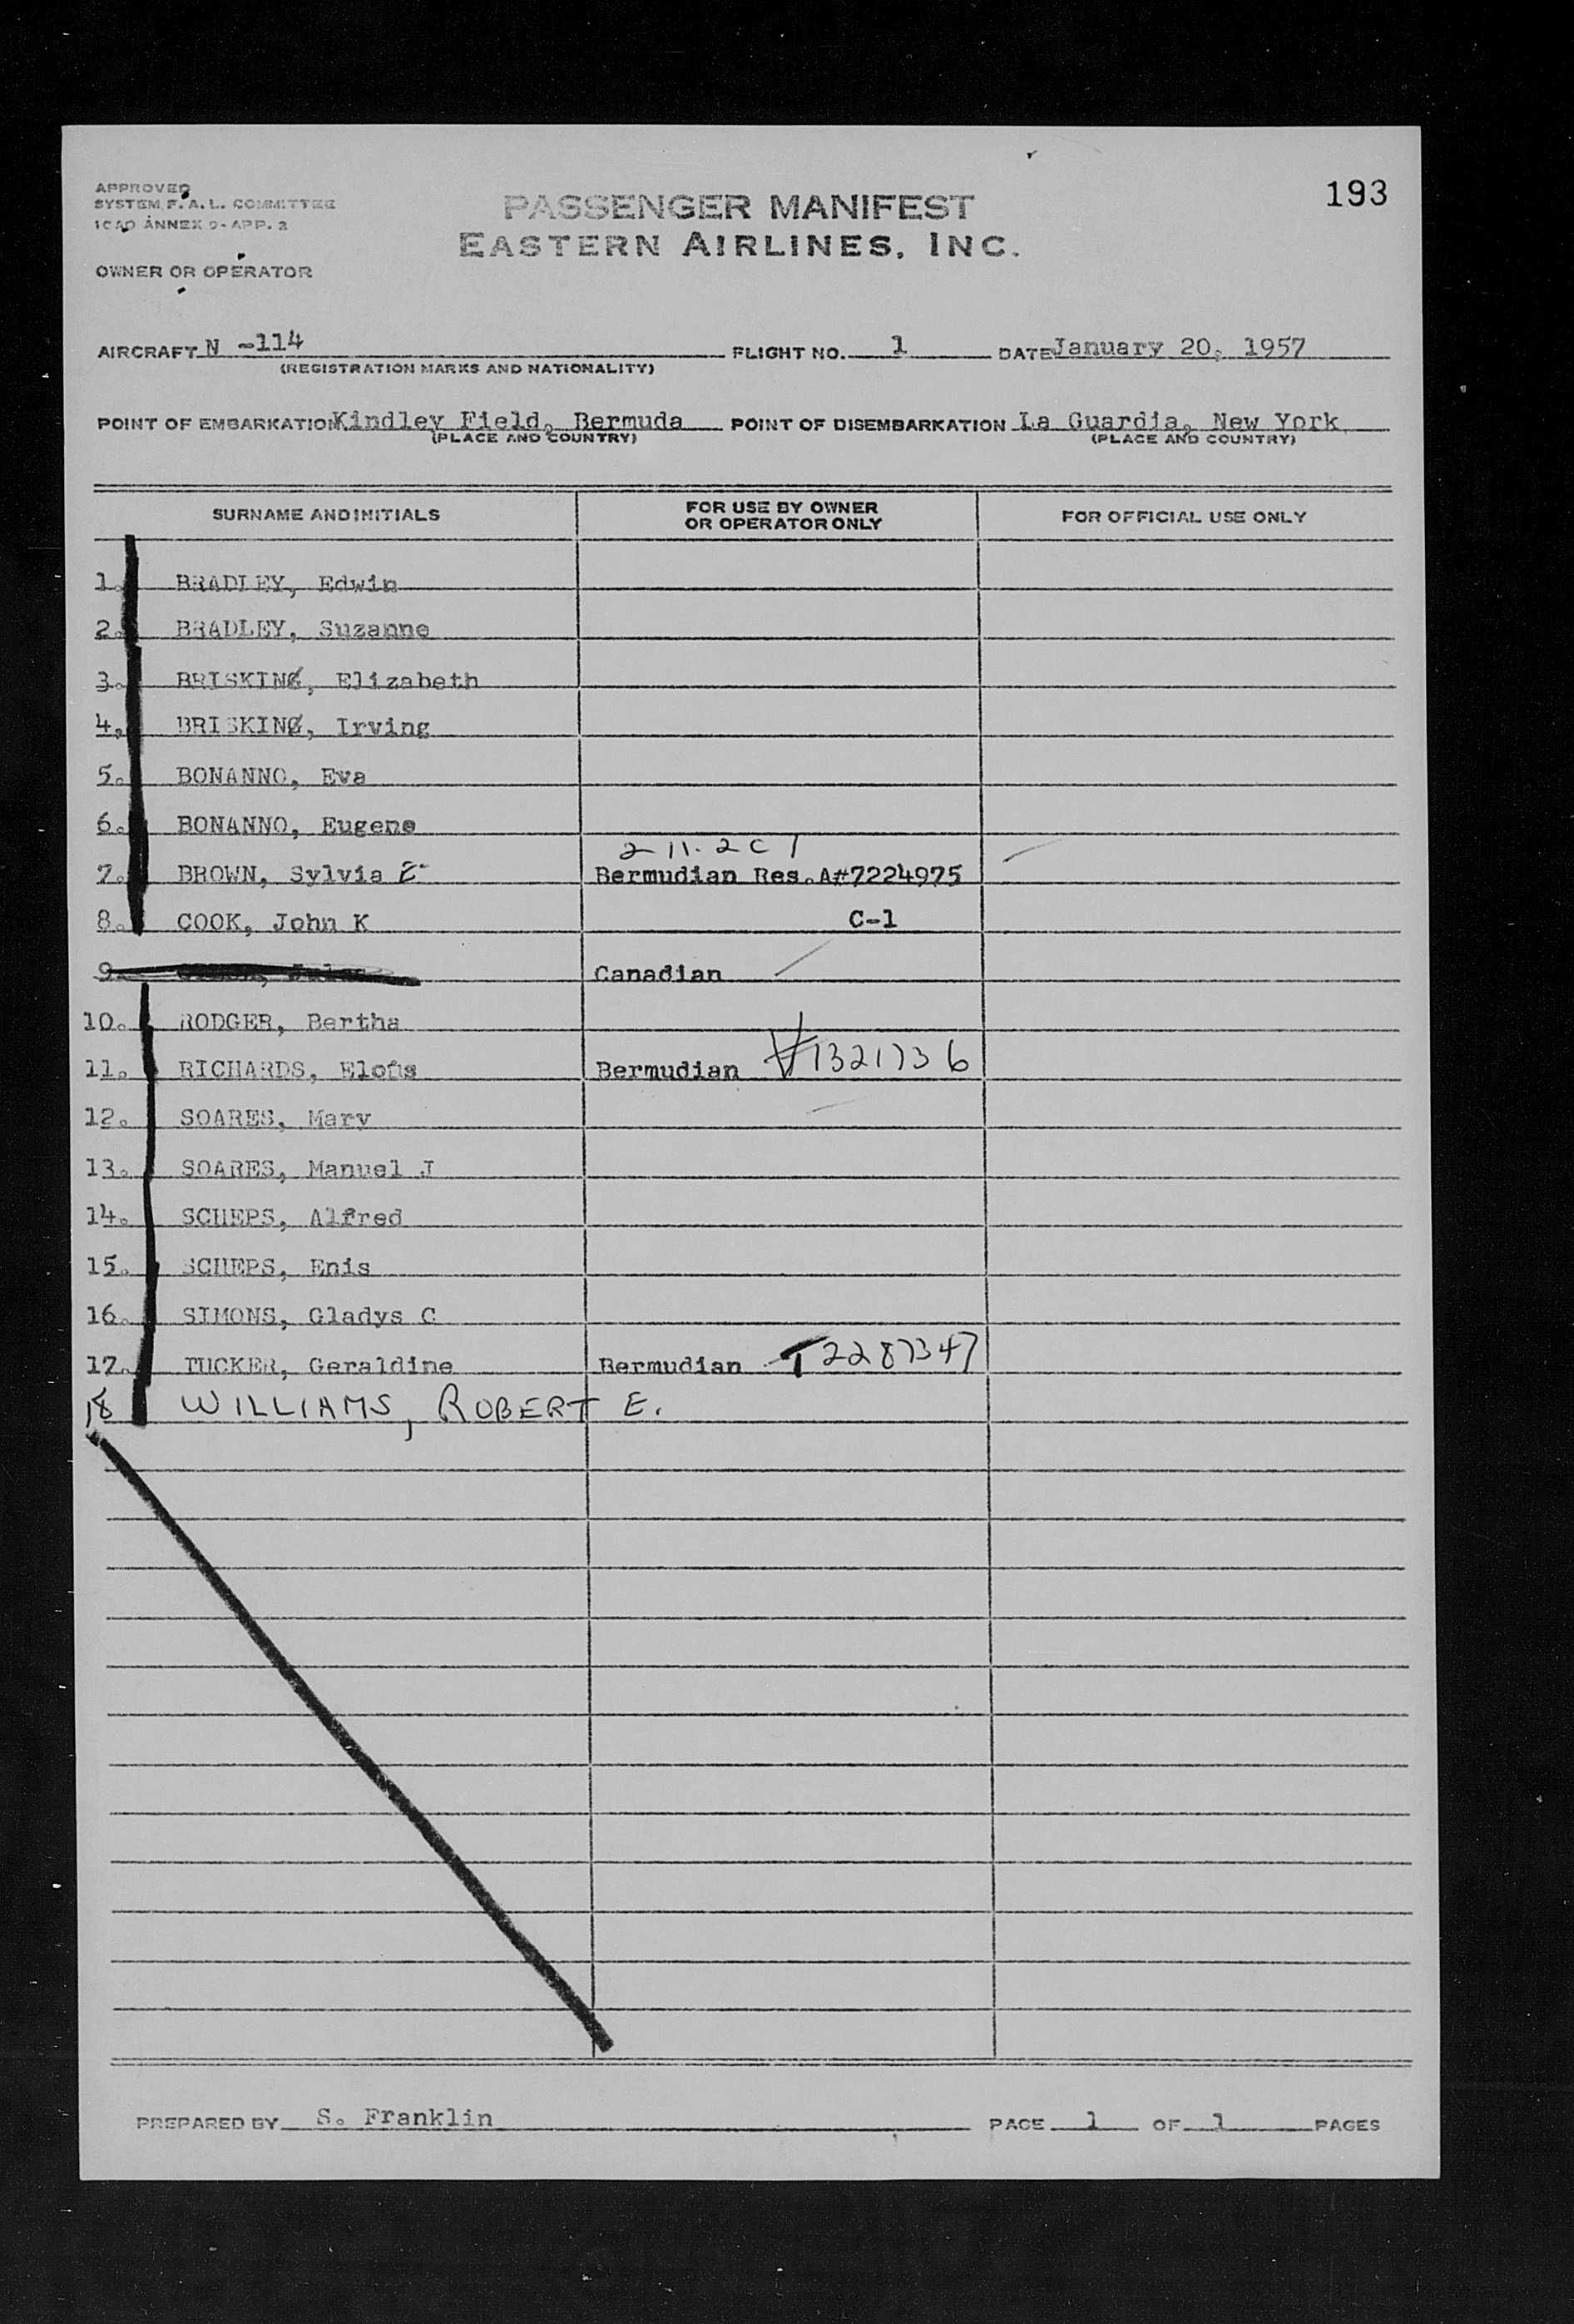 193
APPROVED
SYSTEM F. A. L. COMMITTEE
ICAO ANNEX 9- APP. 2
PASSENGER MANIFEST
EASTERN AIRLINES, INC.
OWNER OR OPERATOR
AIRCRAFT N -114 FLIGHT NO. 1 DATE January 20, 1957
(REGISTRATION MARKS AND NATIONALITY)
POINT OF EMBARKATION Kindley Field, Bermuda POINT OF DISEMBARKATION La Guardia, New York
(PLACE AND COUNTRY) (PLACE AND COUNTRY)
SURNAME AND INITIALS FOR USE BY OWNER OR OPERATOR ONLY FOR OFFICIAL USE ONLY
1. BRADLEY, Edwin
2. BRADLEY, Suzanne
3. BRISKIN, Elizabeth
4. BRISKIN, Irving
5. BONANNO, Eva
6. BONANNO, Eugene
2 11. 2 C 1
7. BROWN, Sylvia E Bermudian Res.A#7224975
8. COOK, John K C-1
9. Canadian
10. RODGER, Bertha
11. RICHARDS, Bermudian
12. SOARES, Mary
13. SOARES, Manuel J
14. SCHEPS, Alfred
15. SCHEPS, Enis
16. SIMONS, Gladys C
17. TUCKER, Geraldine Bermudian T2287347
18 WILLIAMS, ROBERT E.
PREPARED BY S. Franklin PAGE 1 OF 1 PAGES